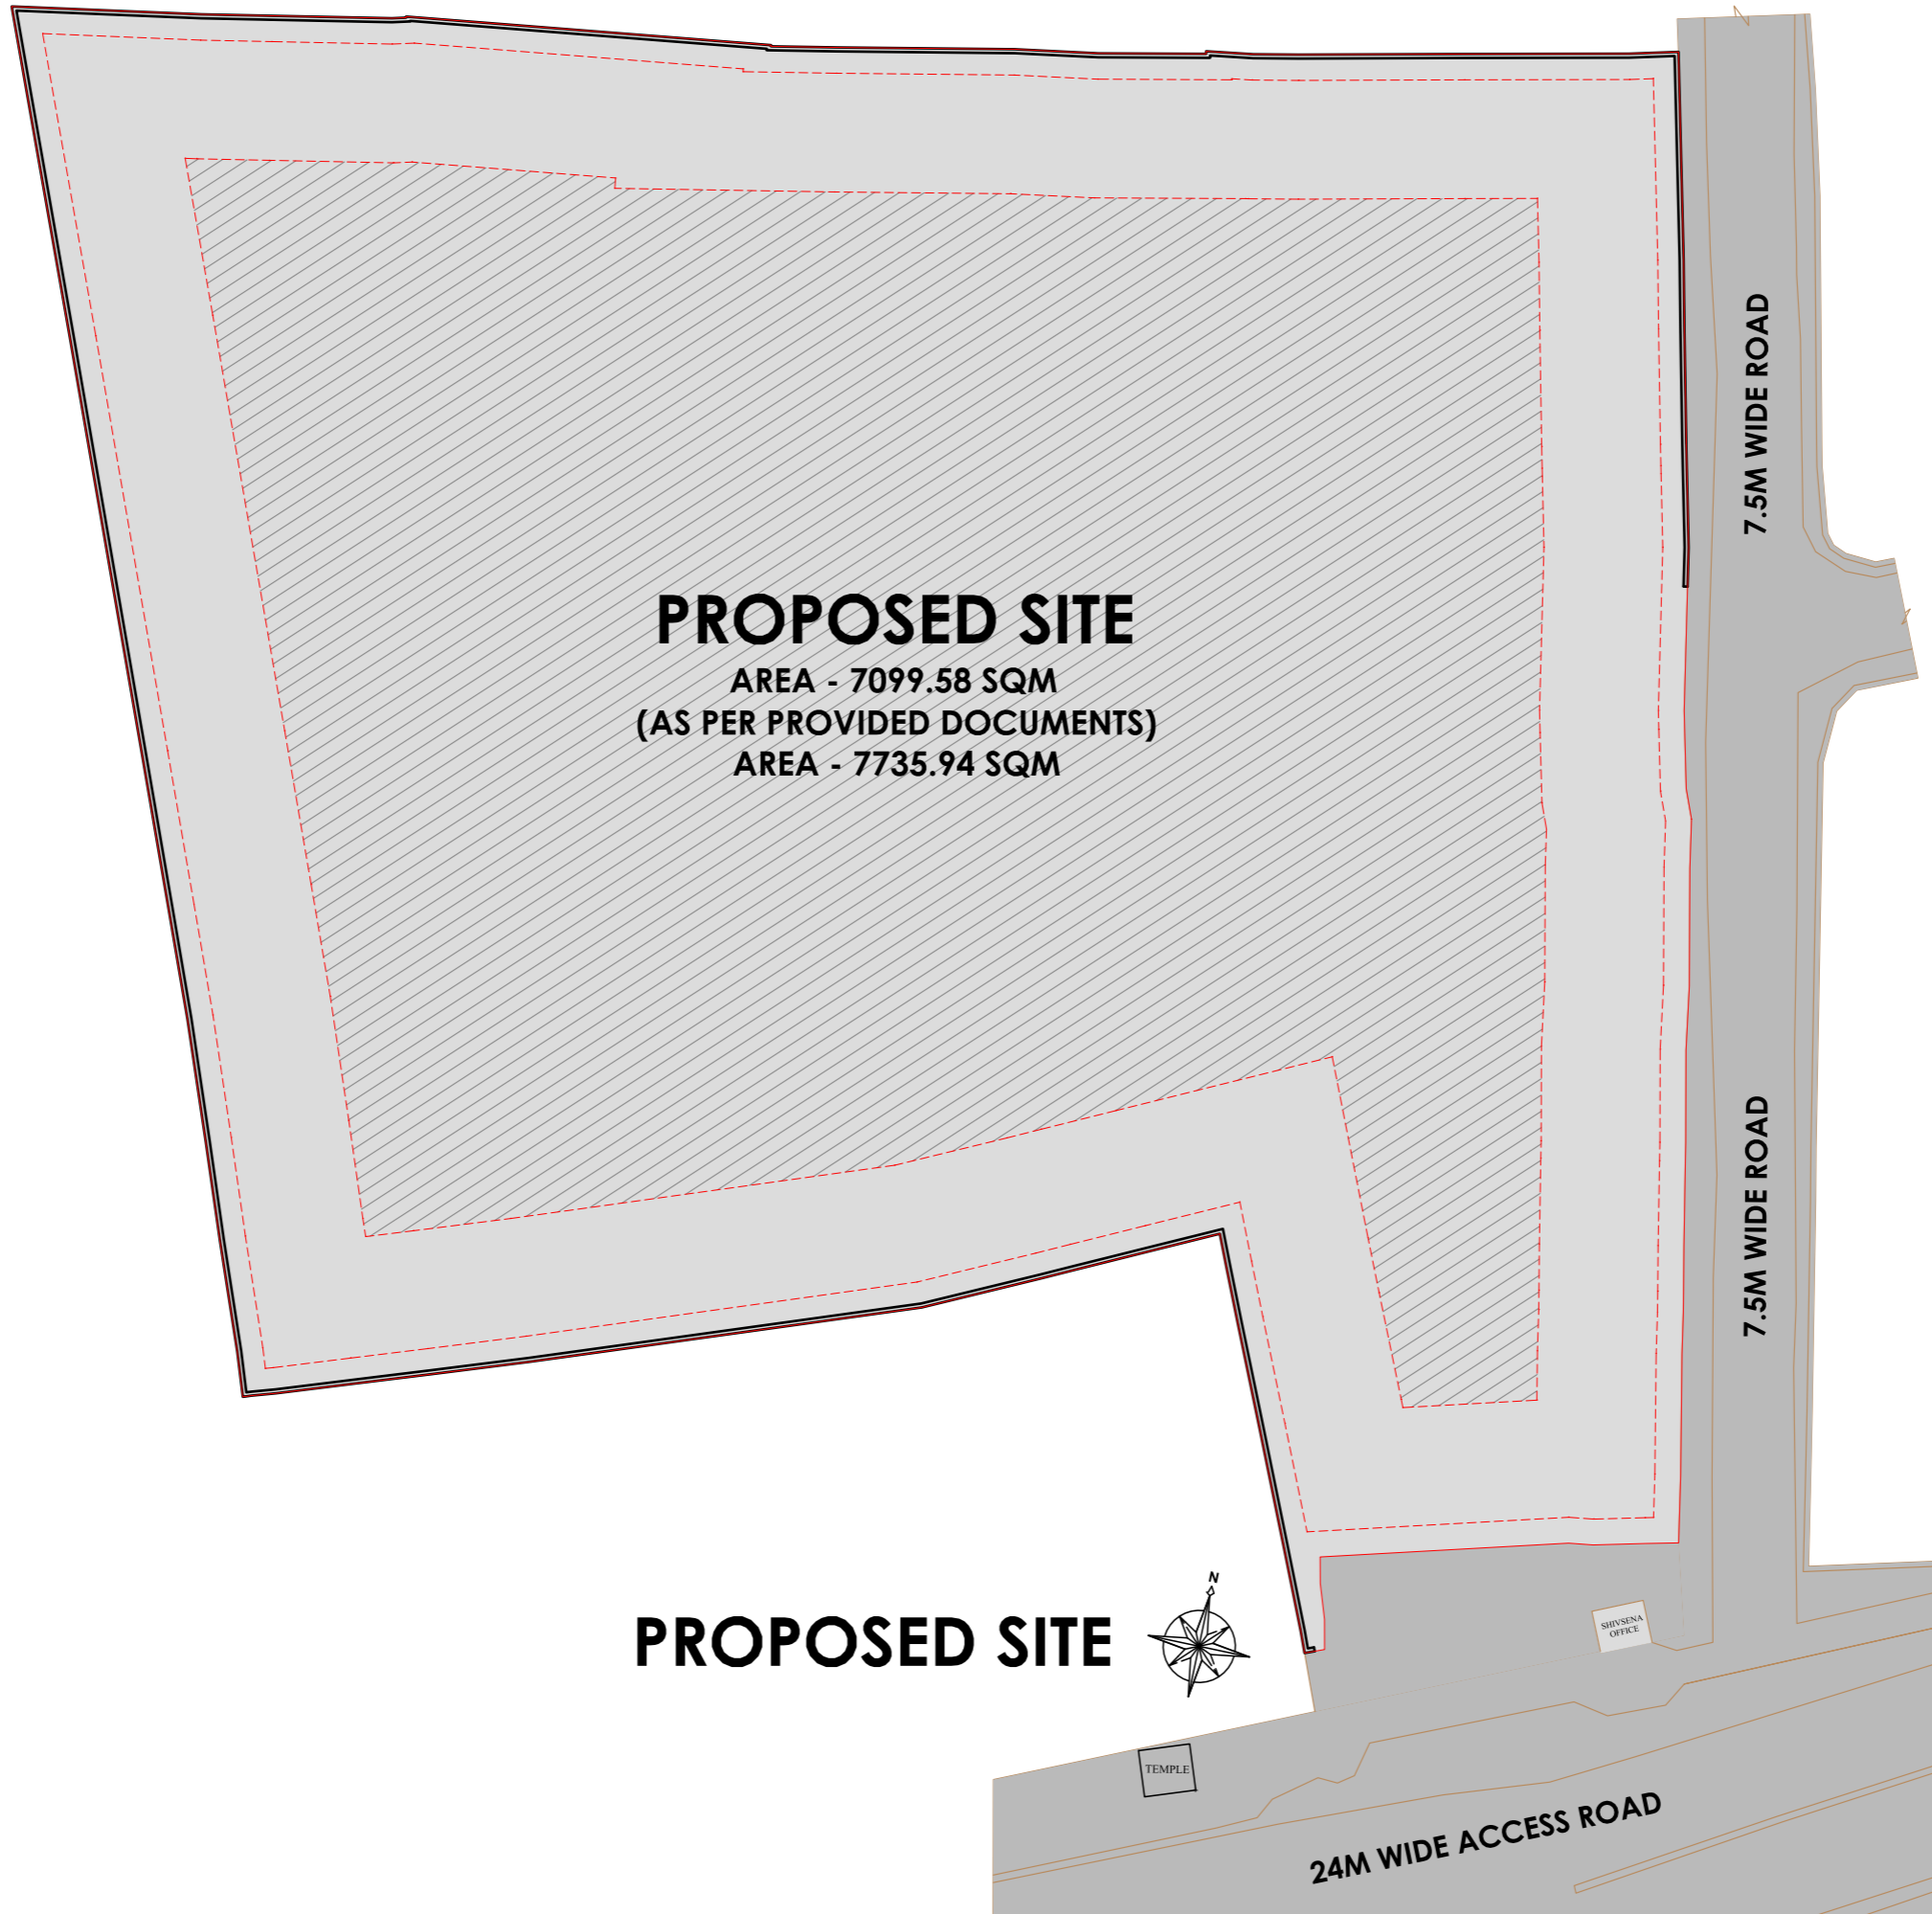 7.5M WIDE ROAD
PROPOSED SITE
AREA - 7099.58 SQM
(AS PER PROVIDED DOCUMENTS)
AREA - 7735.94 SQM
7.5M WIDE ROAD
N
PROPOSED SITE
SHIVSENA
OFFICE
TEMPLE
24M WIDE ACCESS ROAD